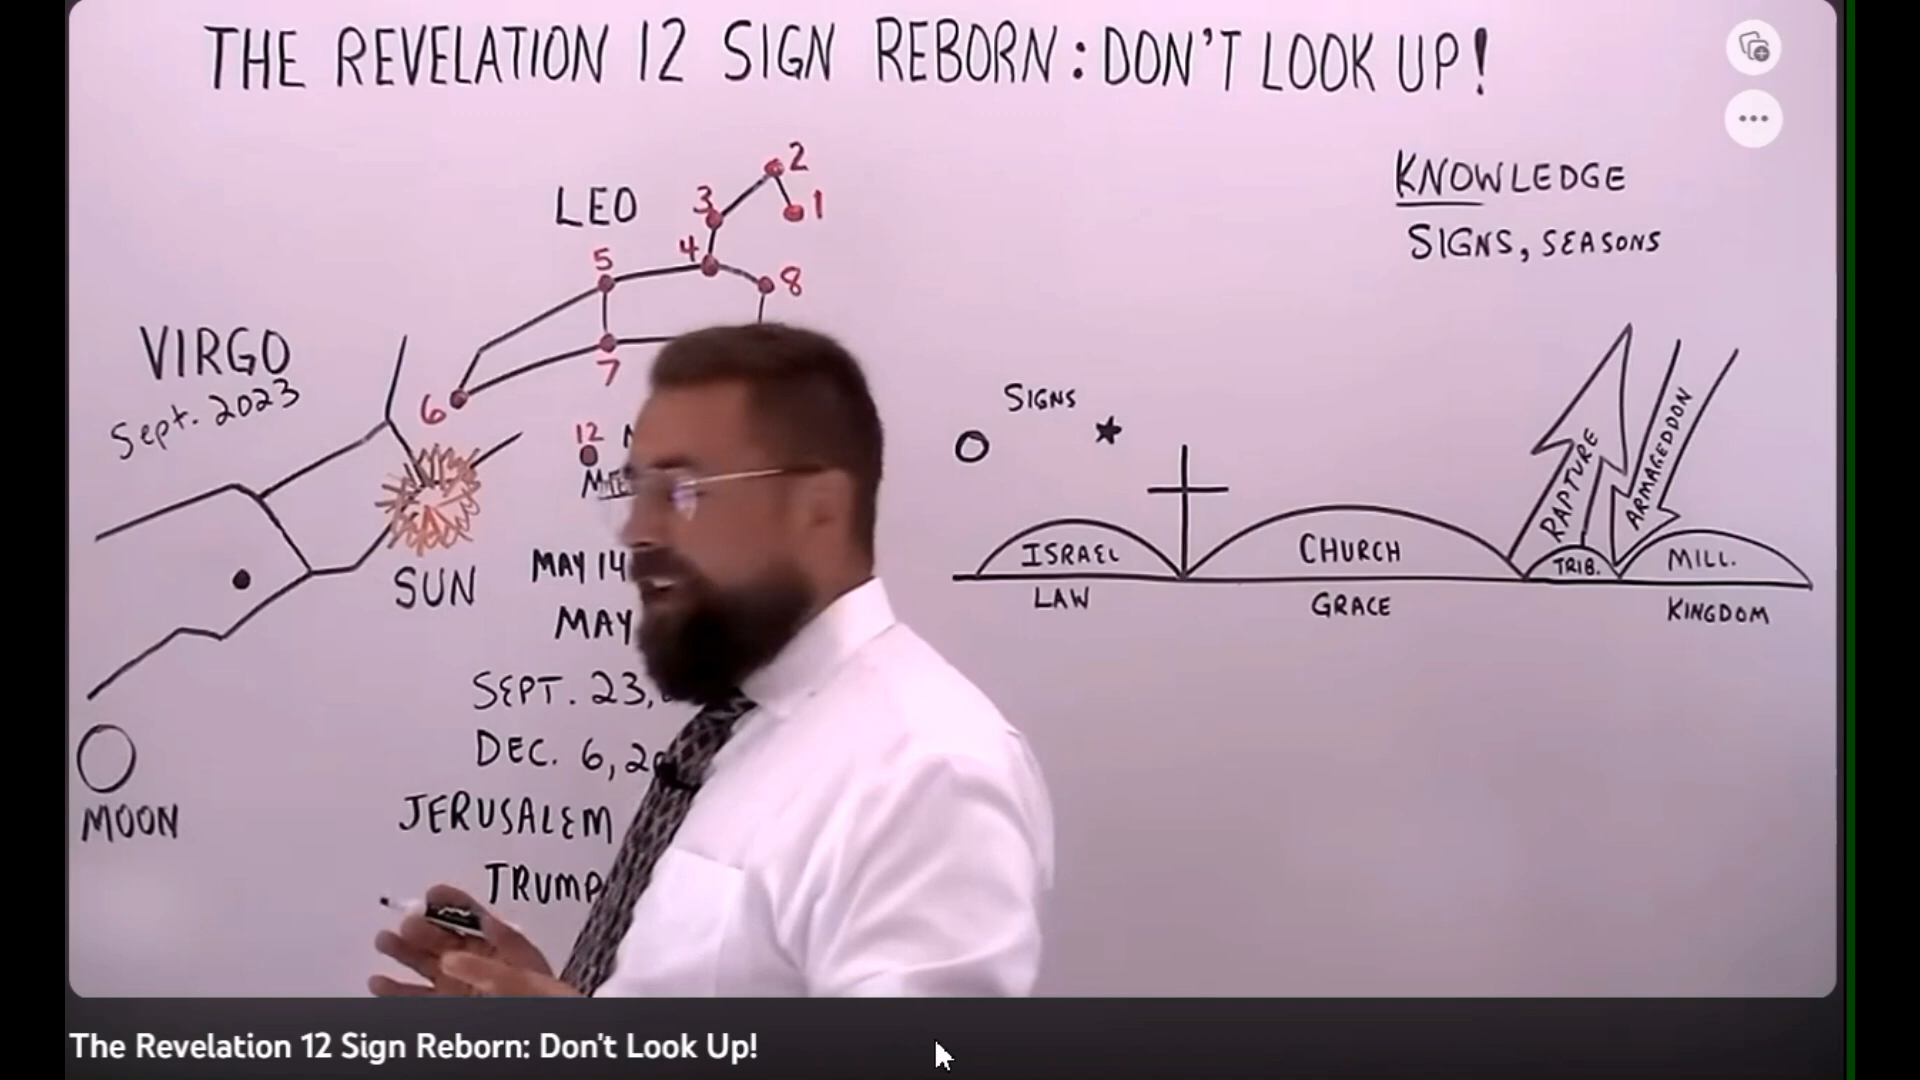 THE REVELATION 12 SIGN REBORN: DON'T LOOK UP!
KNOWLEDGE
SIGNS, SEASONS
LEO
2
1
3
4
5
8
7
6
VIRGO
Sept. 2023
12
SUN
MOON
MAY 14
MAY
SEPT. 23,
DEC. 6, 2
JERUSALEM
TRUMP
SIGNS
ISRAEL
LAW
CHURCH
GRACE
RAPTURE
ARMAGEDDON
TRIB.
MILL.
KINGDOM
The Revelation 12 Sign Reborn: Don't Look Up!